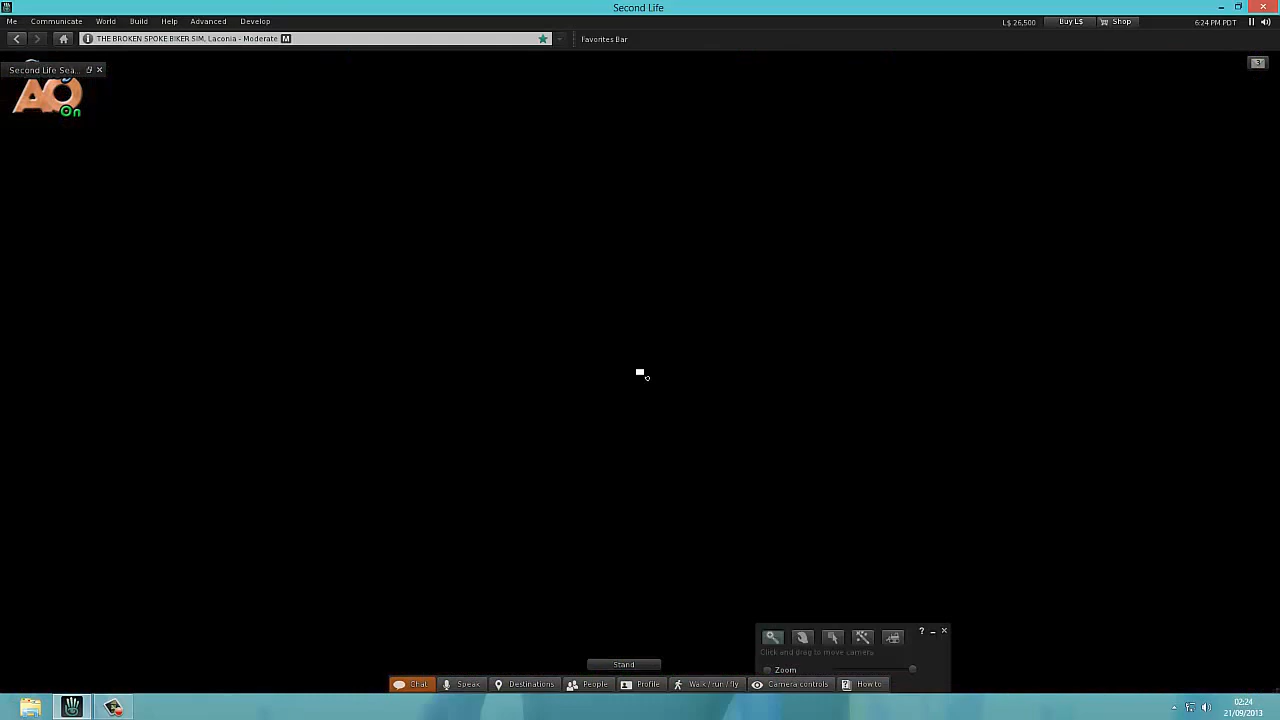 Second Life
Me Communicate World Build Help Advanced Develop
L$ 26,500 Buy L$ Shop 6:24 PM PDT
THE BROKEN SPOKE BIKER SIM, Laconia - Moderate M
Favorites Bar
Second Life Sea...
3
AO
On
?
Click and drag to move camera
Stand
Zoom
Chat Speak Destinations People Profile Walk / run / fly Camera controls How to
02:24
21/09/2013